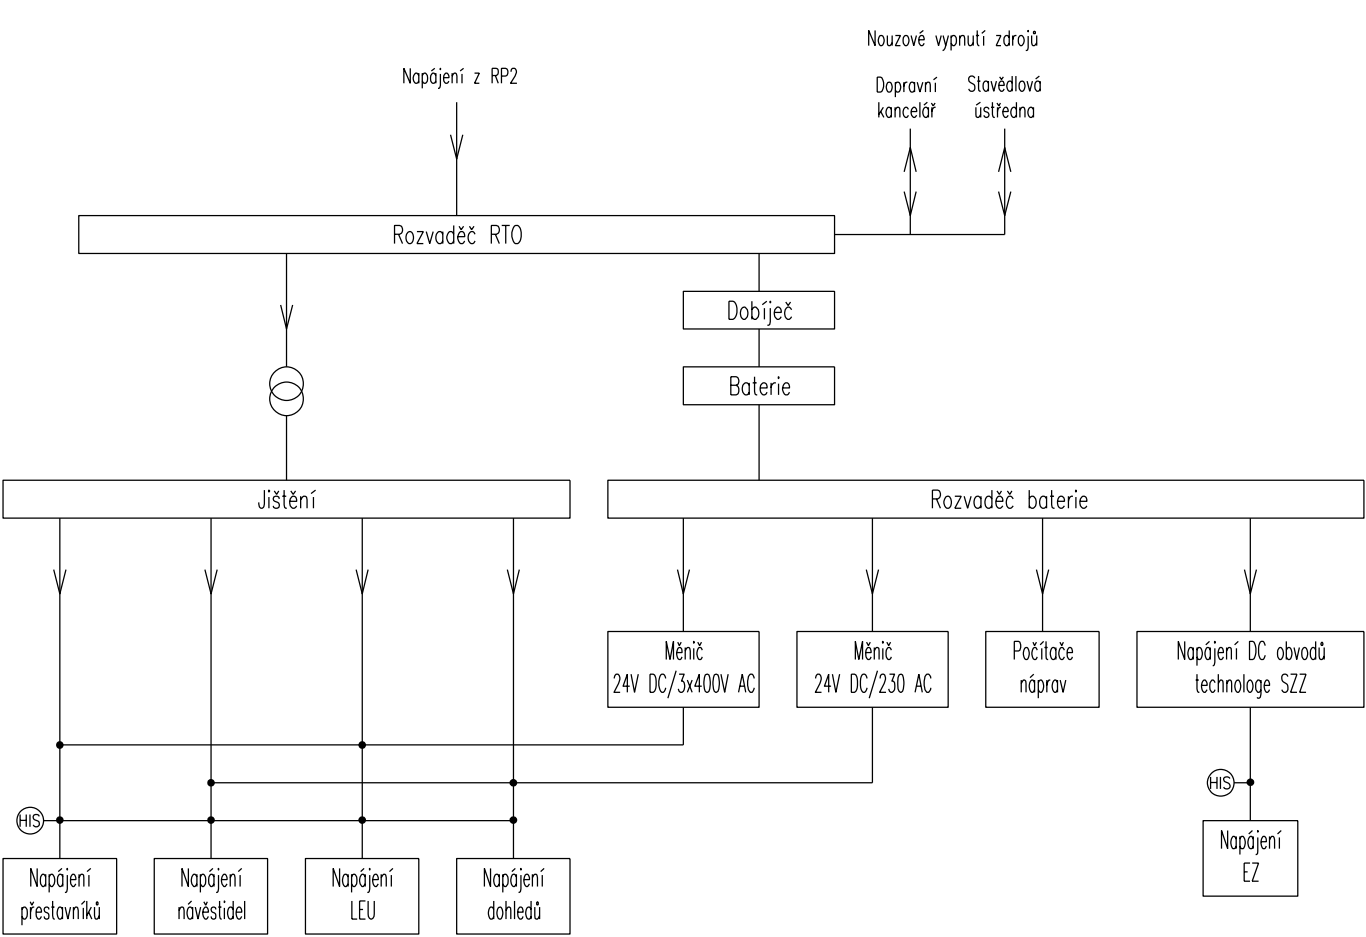 Nouzové vypnutí zdrojů
Napájení z RP2
Dopravní
kancelář
Stavědlová
ústředna
Rozvaděč RTO
Dobíječ
Baterie
Jištění
Rozvaděč baterie
Měnič
24V DC/3x400V AC
Měnič
24V DC/230 AC
Počítače
náprav
Napájení DC obvodů
technologe SZZ
HIS
HIS
Napájení
přestavníků
Napájení
návěstidel
Napájení
LEU
Napájení
dohledů
Napájení
EZ